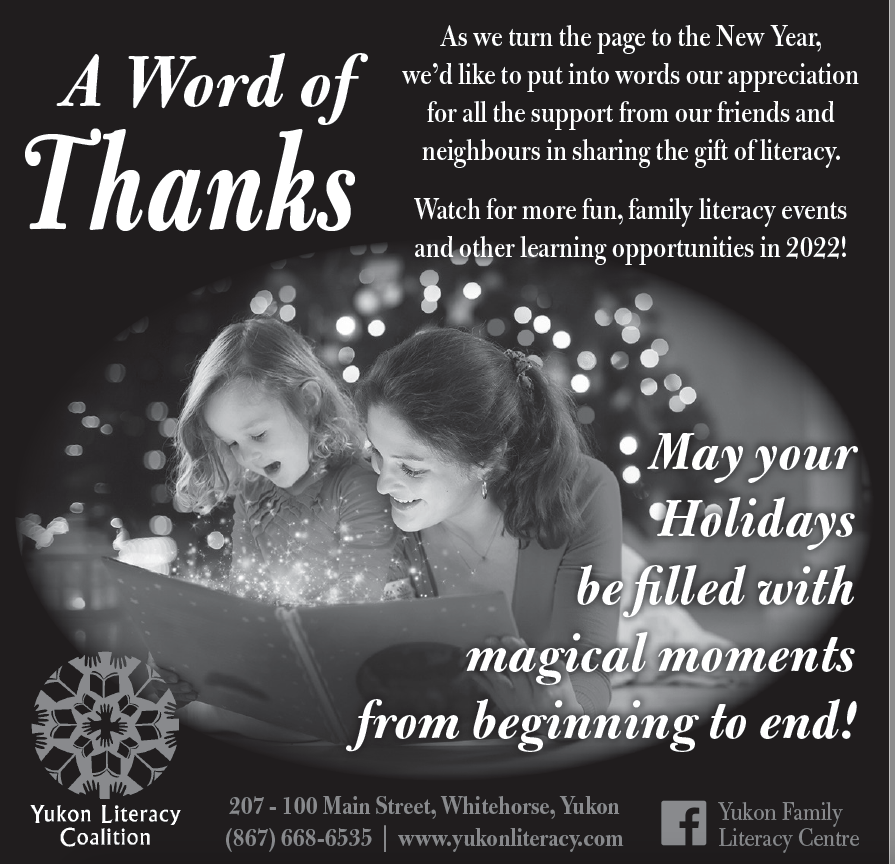 A Word of
Thanks
As we turn the page to the New Year,
we'd like to put into words our appreciation
for all the support from our friends and
neighbours in sharing the gift of literacy.
Watch for more fun, family literacy events
and other learning opportunities in 2022!
May your
Holidays
be filled with
magical moments
from beginning to end!
Yukon Literacy
Coalition
207 - 100 Main Street, Whitehorse, Yukon
(867) 668-6535 | www.yukonliteracy.com
Yukon Family
Literacy Centre